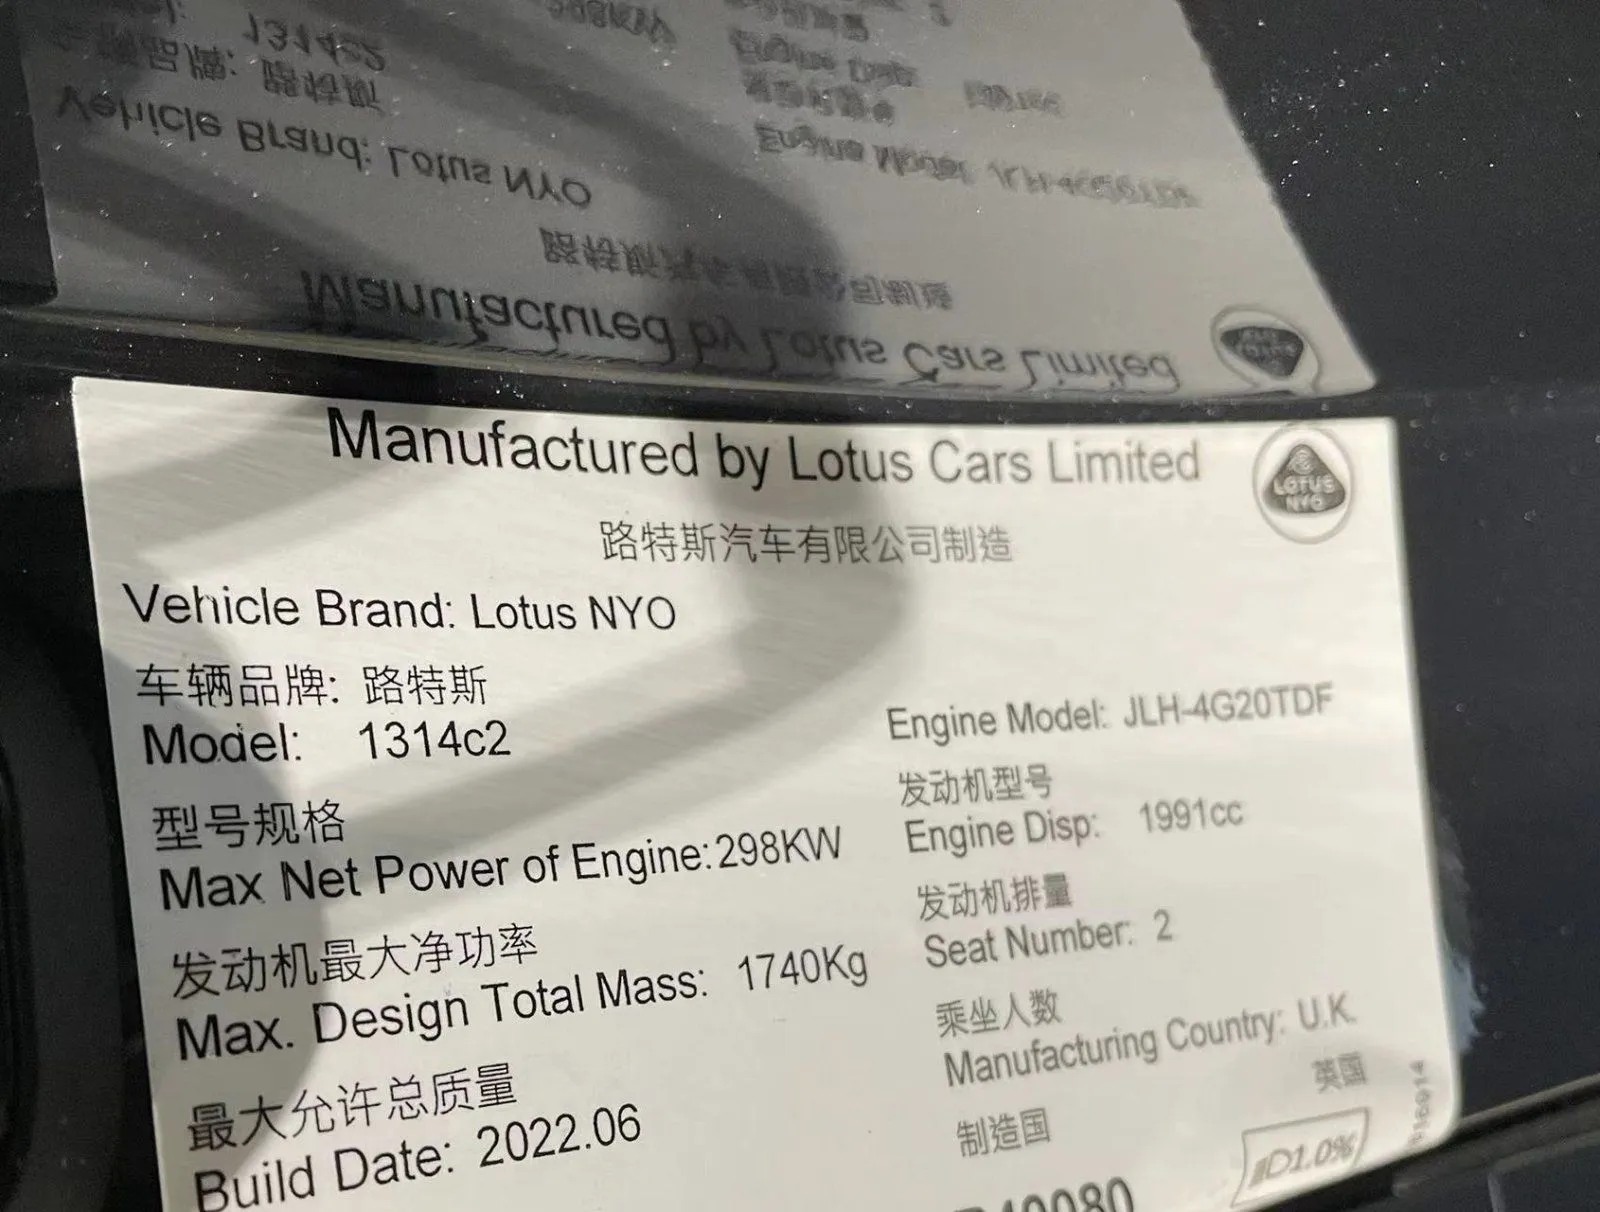 Manufactured by Lotus Cars Limited
LOTUS
NYO
路特斯汽车有限公司制造
Vehicle Brand: Lotus NYO
车辆品牌: 路特斯
Model: 1314c2
型号规格
Max Net Power of Engine:298KW
发动机最大净功率
Max. Design Total Mass: 1740Kg
最大允许总质量
Build Date: 2022.06
Engine Model: JLH-4G20TDF
发动机型号
Engine Disp: 1991cc
发动机排量
Seat Number: 2
乘坐人数
Manufacturing Country: U.K.
英国
制造国
D1.0%